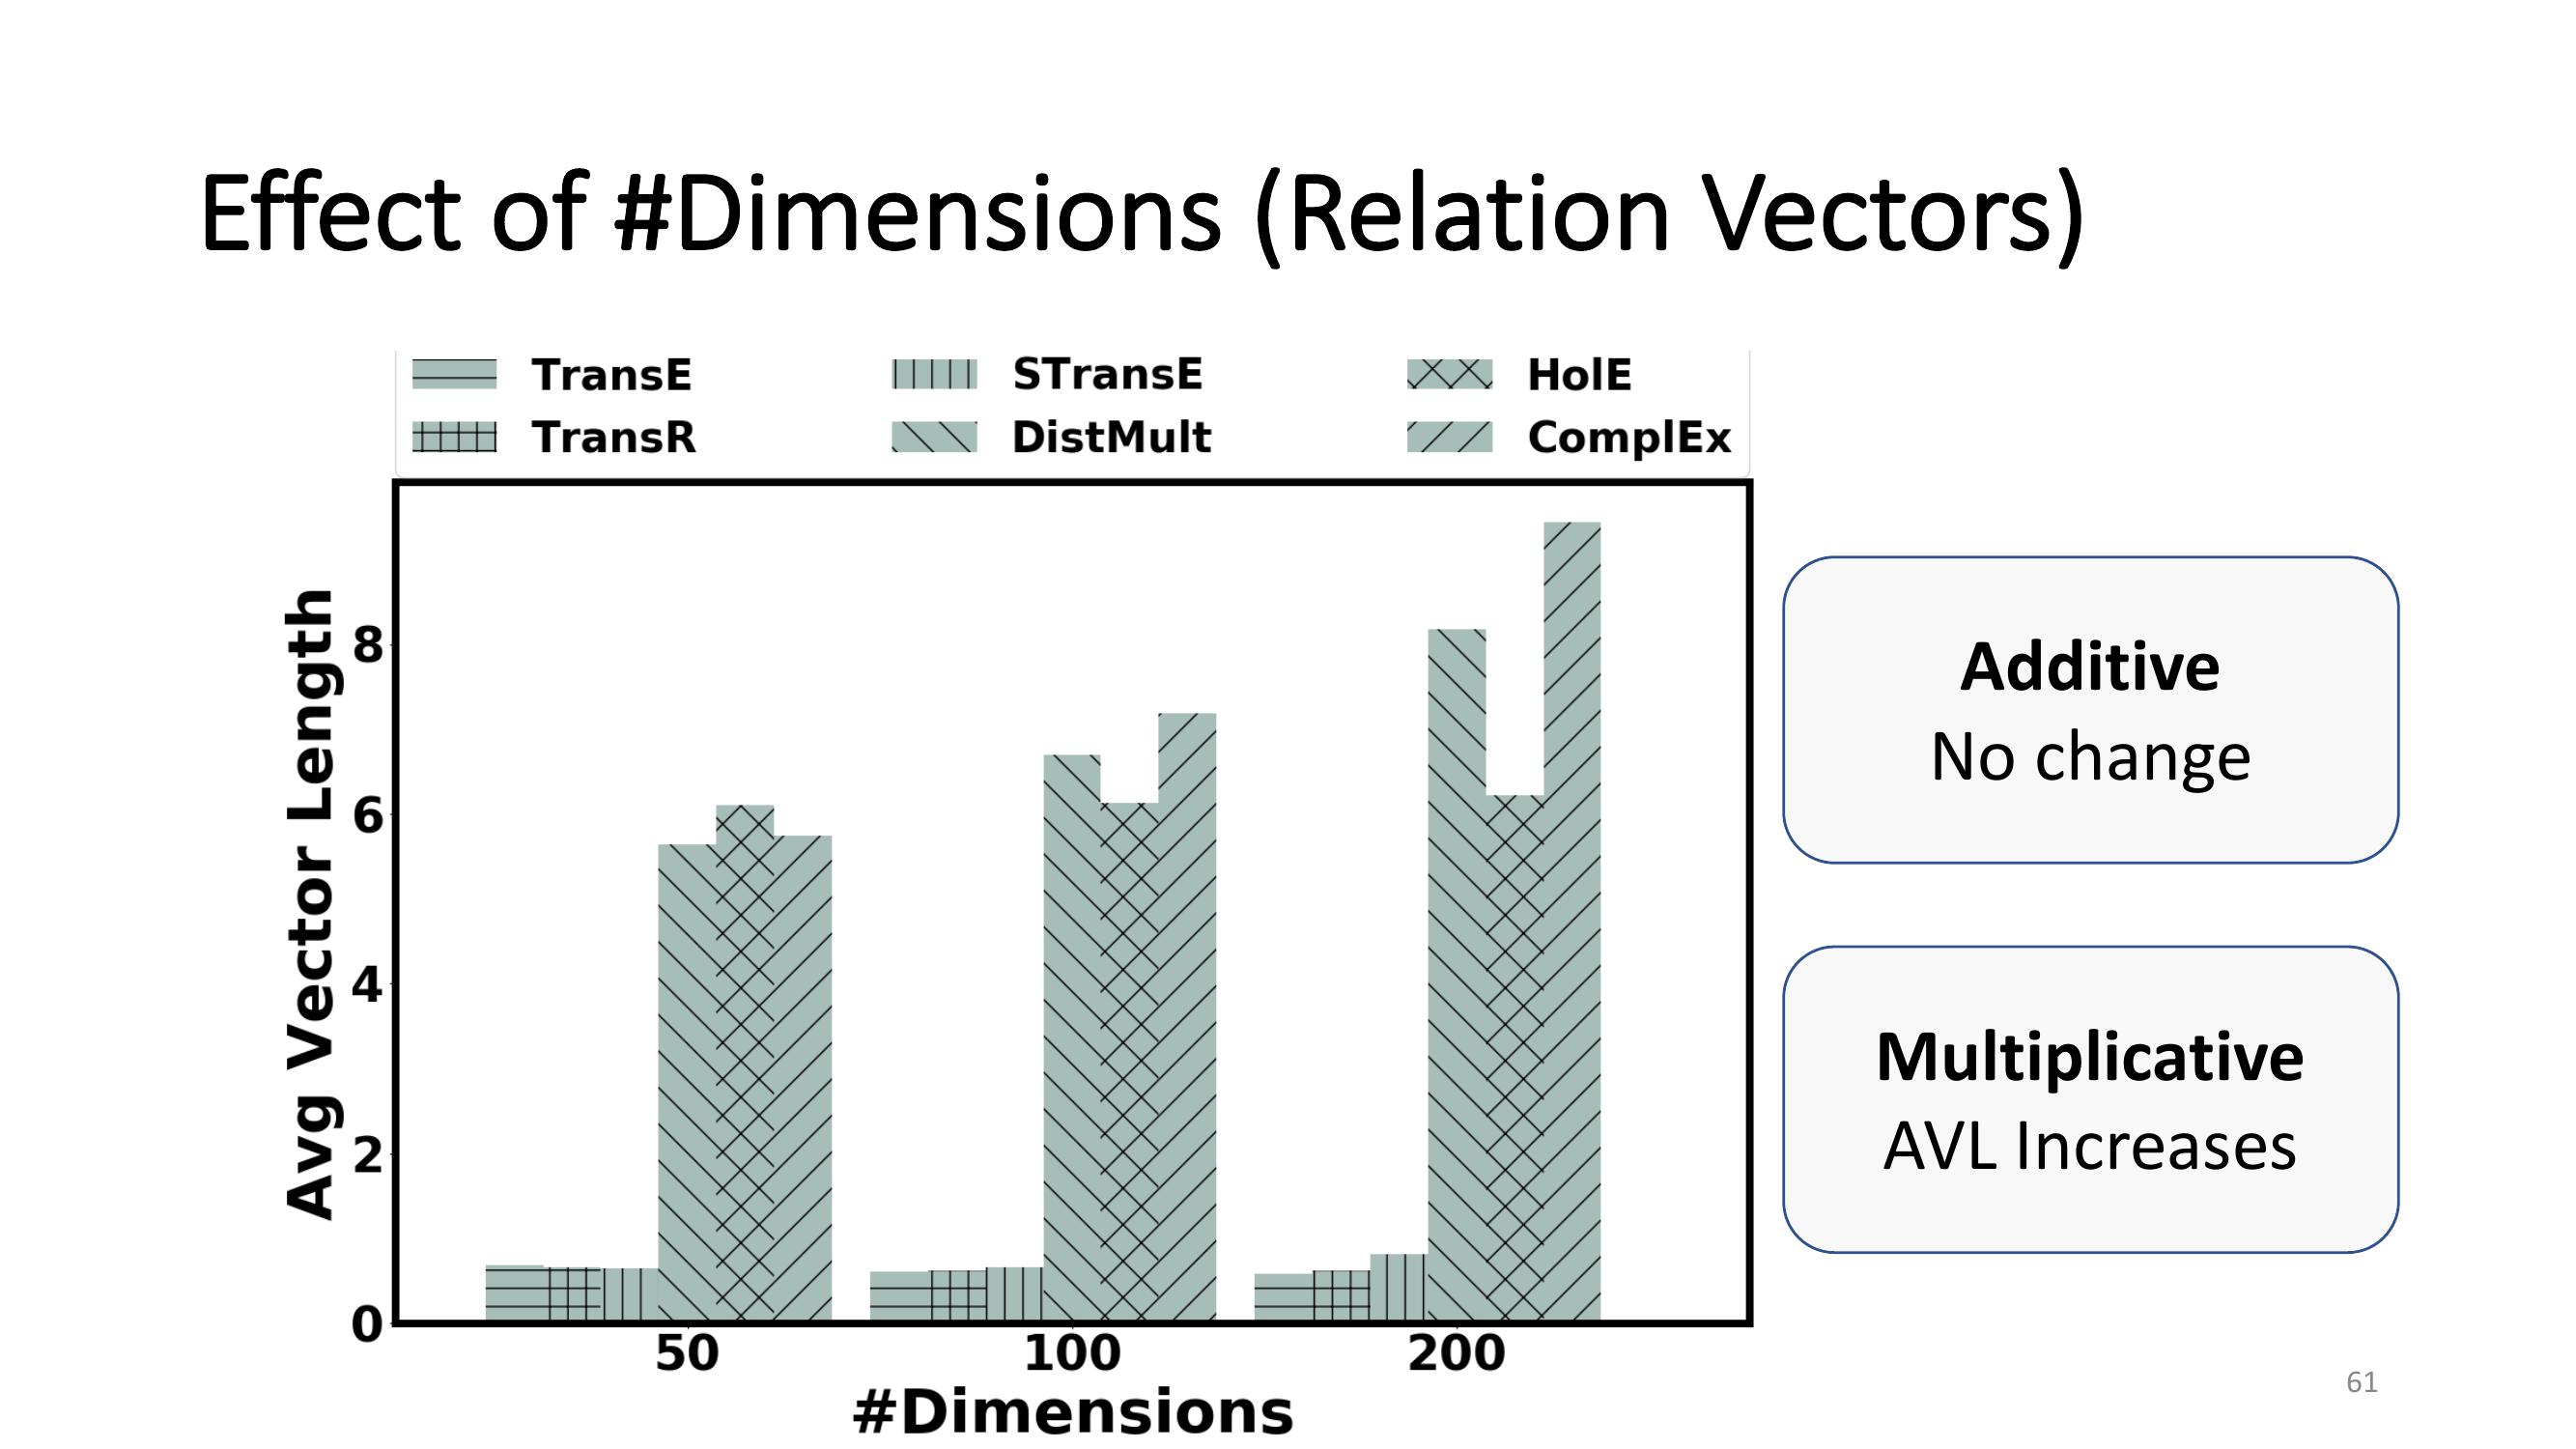 Effect of #Dimensions (Relation Vectors)
TransE STransE HolE
TransR DistMult ComplEx
Avg Vector Length
8
6
4
2
0
50 100 200
#Dimensions
Additive
No change
Multiplicative
AVL Increases
61